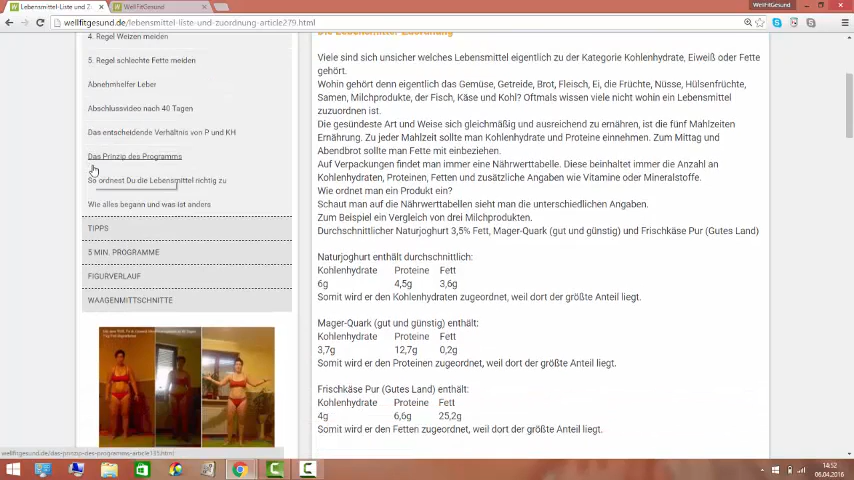 Lebensmittel-Liste und Z
WellFitGesund
WellFitGesund
wellfitgesund.de/lebensmittel-liste-und-zuordnung-article279.html
4. Regel Weizen meiden
5. Regel schlechte Fette meiden
Abnehmhelfer Leber
Abschlussvideo nach 40 Tagen
Das entscheidende Verhältnis von P und KH
Das Prinzip des Programms
So ordnest Du die Lebensmittel richtig zu
Wie alles begann und was ist anders
TIPPS
5 MIN. PROGRAMME
FIGURVERLAUF
WAAGENMITTSCHNITTE
Die Lebensmittel-Zuordnung
Viele sind sich unsicher welches Lebensmittel eigentlich zu der Kategorie Kohlenhydrate, Eiweiß oder Fette
gehört.
Wohin gehört denn eigentlich das Gemüse, Getreide, Brot, Fleisch, Ei, die Früchte, Nüsse, Hülsenfrüchte,
Samen, Milchprodukte, der Fisch, Käse und Kohl? Oftmals wissen viele nicht wohin ein Lebensmittel
zuzuordnen ist.
Die gesündeste Art und Weise sich gleichmäßig und ausreichend zu ernähren, ist die fünf Mahlzeiten
Ernährung. Zu jeder Mahlzeit sollte man Kohlenhydrate und Proteine einnehmen. Zum Mittag und
Abendbrot sollte man Fette mit einbeziehen.
Auf Verpackungen findet man immer eine Nährwerttabelle. Diese beinhaltet immer die Anzahl an
Kohlenhydraten, Proteinen, Fetten und zusätzliche Angaben wie Vitamine oder Mineralstoffe.
Wie ordnet man ein Produkt ein?
Schaut man auf die Nährwerttabellen sieht man die unterschiedlichen Angaben.
Zum Beispiel ein Vergleich von drei Milchprodukten.
Durchschnittlicher Naturjoghurt 3,5% Fett, Mager-Quark (gut und günstig) und Frischkäse Pur (Gutes Land)
Naturjoghurt enthält durchschnittlich:
Kohlenhydrate Proteine Fett
6g 4,5g 3,6g
Somit wird er den Kohlenhydraten zugeordnet, weil dort der größte Anteil liegt.
Mager-Quark (gut und günstig) enthält:
Kohlenhydrate Proteine Fett
3,7g 12,7g 0,2g
Somit wird er den Proteinen zugeordnet, weil dort der größte Anteil liegt.
Frischkäse Pur (Gutes Land) enthält:
Kohlenhydrate Proteine Fett
4g 6,6g 25,2g
Somit wird er den Fetten zugeordnet, weil dort der größte Anteil liegt.
wellfitgesund.de/das-prinzip-des-programms-article135.html
14:52
06.04.2016